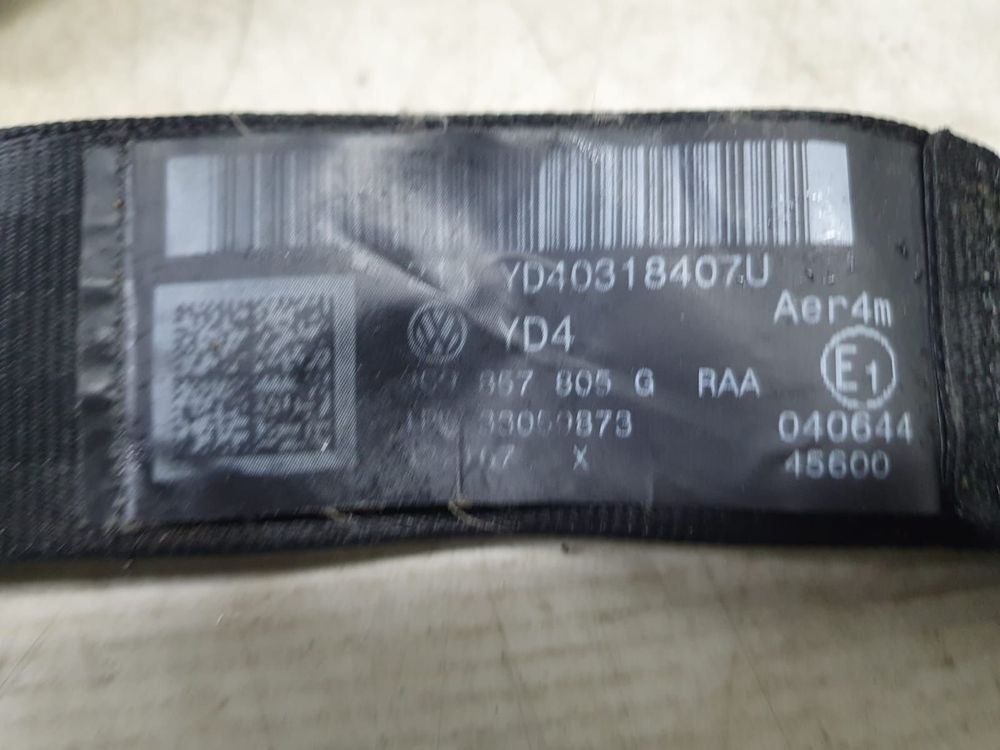 YD40318407U
Aer4m
YD4
857 805 G RAA
E1
040644
X
45600